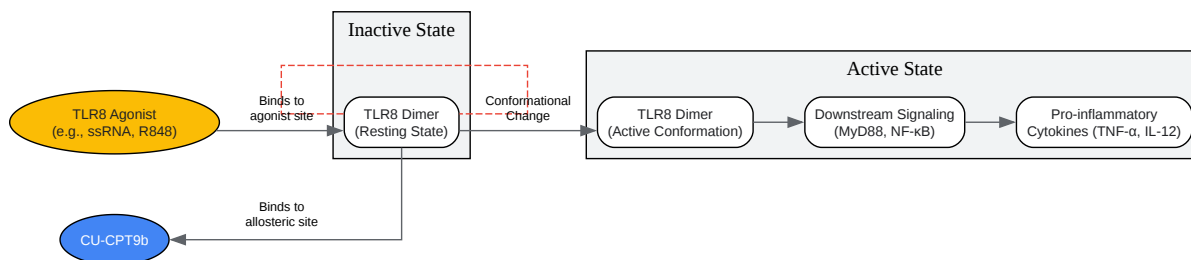 Inactive State
Active State
TLR8 Agonist
(e.g., ssRNA, R848)
Binds to
agonist site
TLR8 Dimer
(Resting State)
Conformational
Change
TLR8 Dimer
(Active Conformation)
Downstream Signaling
(MyD88, NF-κB)
Pro-inflammatory
Cytokines (TNF-α, IL-12)
Binds to
allosteric site
CU-CPT9b